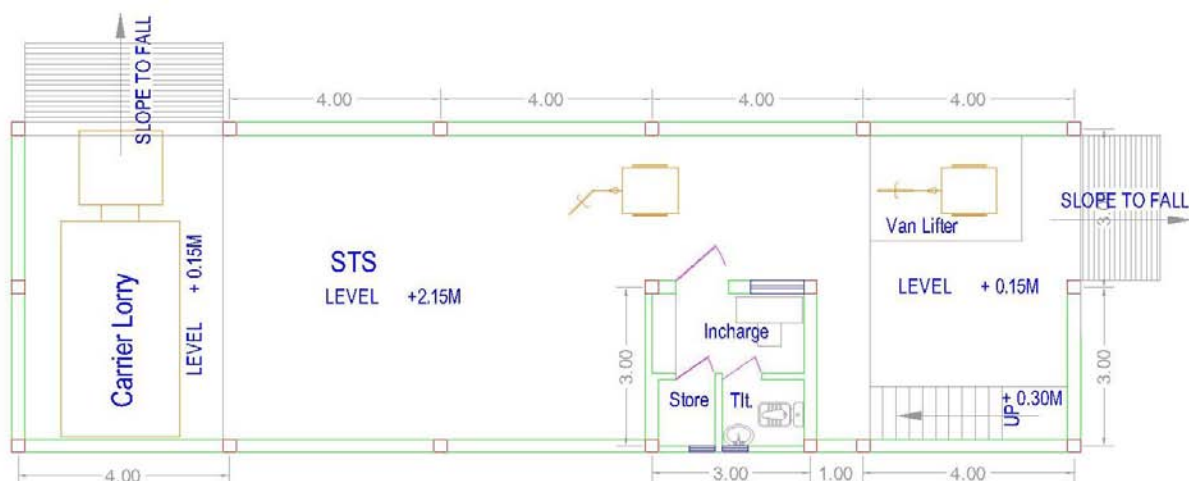 SLOPE TO FALL
4.00
4.00
4.00
4.00
SLOPE TO FALL
3.00
Van Lifter
STS
LEVEL +2.15M
LEVEL + 0.15M
Carrier Lorry
LEVEL + 0.15M
Incharge
3.00
3.00
Store
Tlt.
UP
+ 0.30M
4.00
3.00
1.00
4.00